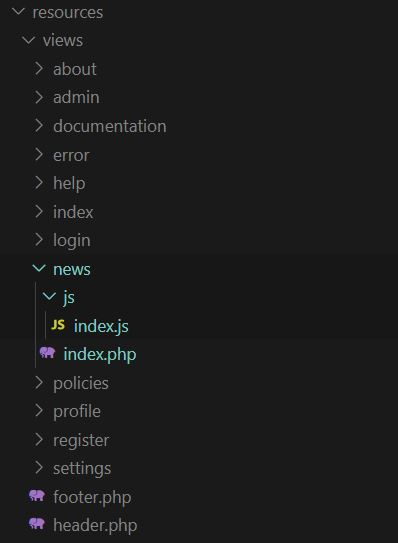 resources
views
about
admin
documentation
error
help
index
login
news
js
JS index.js
index.php
policies
profile
register
settings
footer.php
header.php